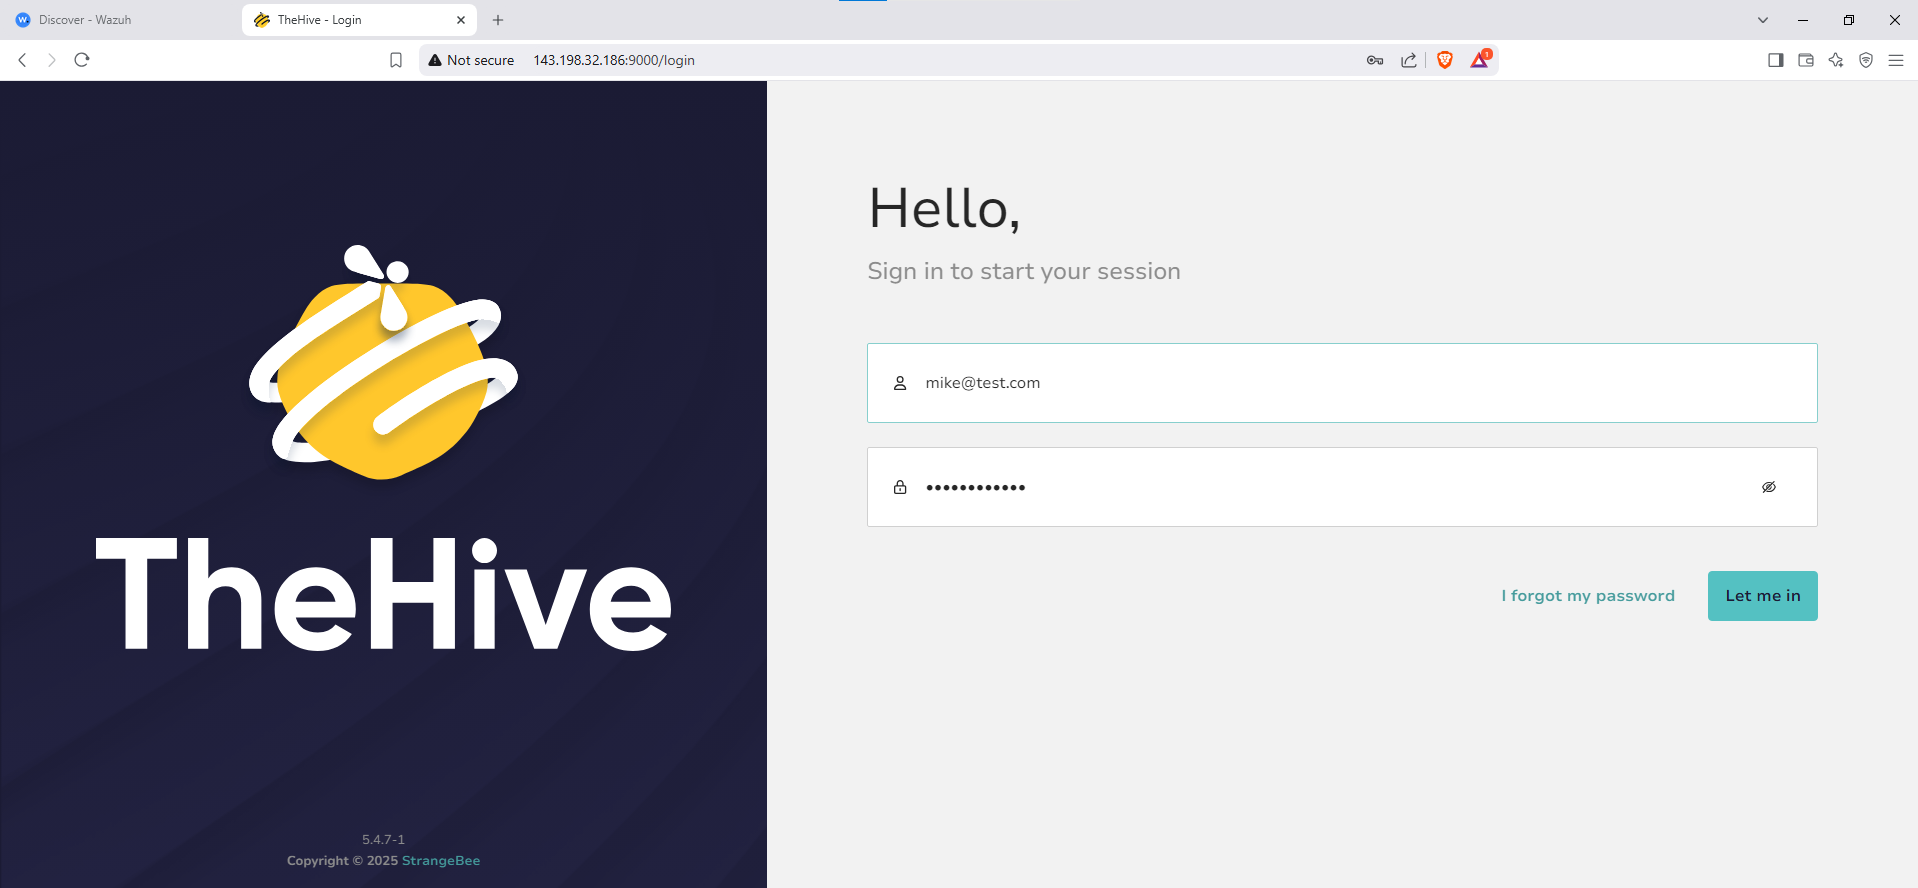 Discover - Wazuh
TheHive - Login
Not secure 143.198.32.186:9000/login
1
TheHive
5.4.7-1
Copyright © 2025 StrangeBee
Hello,
Sign in to start your session
mike@test.com
••••••••••••
I forgot my password
Let me in